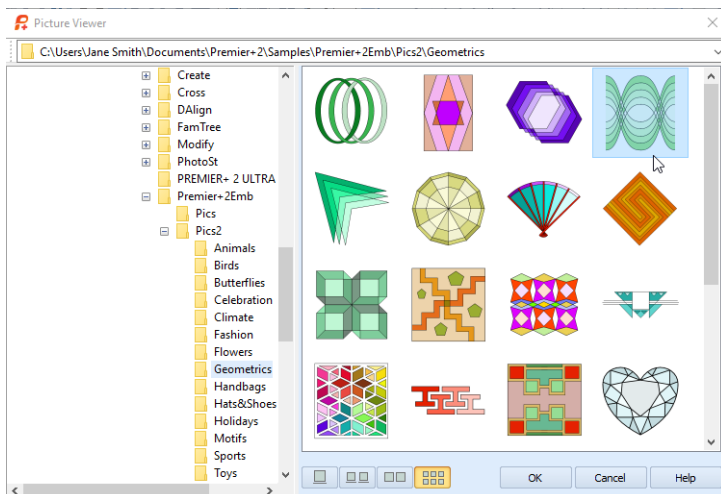 Picture Viewer
C:\Users\Jane Smith\Documents\Premier+2\Samples\Premier+2Emb\Pics2\Geometrics
Create
Cross
DAlign
FamTree
Modify
PhotoSt
PREMIER+ 2 ULTRA
Premier+2Emb
Pics
Pics2
Animals
Birds
Butterflies
Celebration
Climate
Fashion
Flowers
Geometrics
Handbags
Hats&Shoes
Holidays
Motifs
Sports
Toys
OK Cancel Help